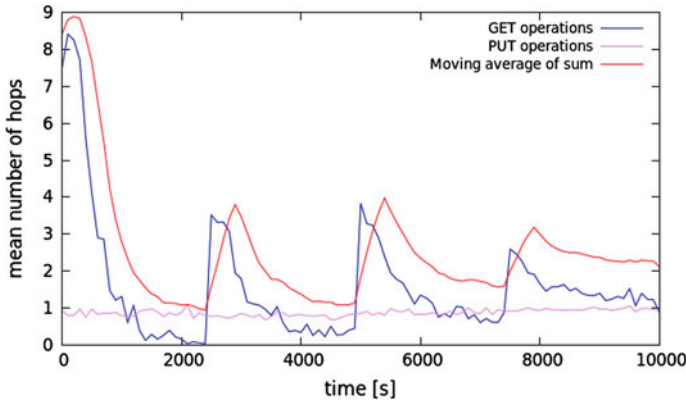 9
8
7
6
5
4
3
2
1
0
mean number of hops
GET operations
PUT operations
Moving average of sum
0 2000 4000 6000 8000 10000
time [s]